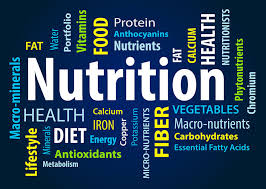 FAT
Water
Portfolio
Vitamins
FOOD
Protein
Anthocyanins
Nutrients
FAT
CALCIUM
HEALTH
NUTRITIONISTS
Macro-minerals
Nutrition
Phytonutrients
Chromium
HEALTH
Calcium
IRON
Copper
Potassium
MICRO-NUTRIENTS
FIBER
VEGETABLES
Macro-nutrients
Carbohydrates
Essential Fatty Acids
Lifestyle
Minerals
DIET
Energy
Antioxidants
Metabolism